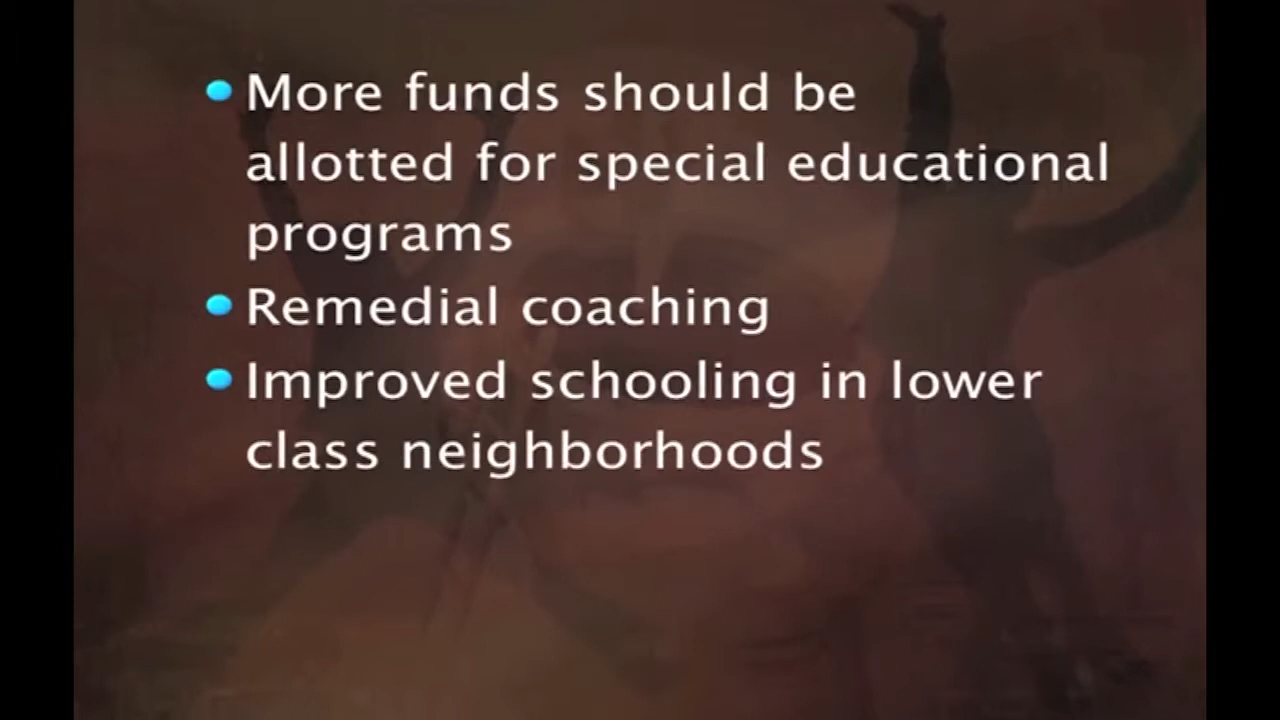 • More funds should be
allotted for special educational
programs
• Remedial coaching
• Improved schooling in lower
class neighborhoods